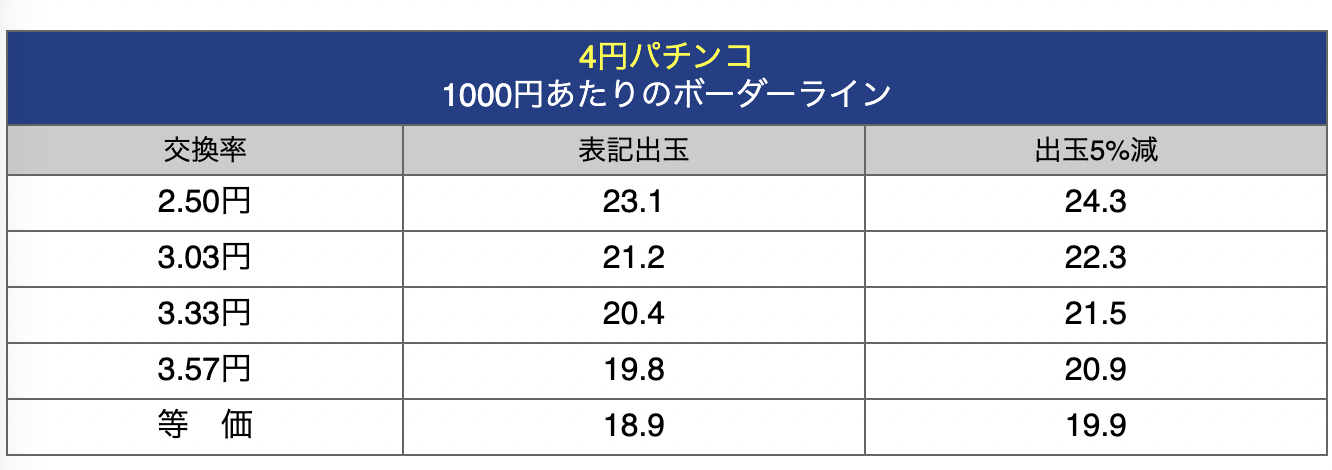 4円パチンコ
1000円あたりのボーダーライン
交換率 表記出玉 出玉5%減
2.50円 23.1 24.3
3.03円 21.2 22.3
3.33円 20.4 21.5
3.57円 19.8 20.9
等　価 18.9 19.9